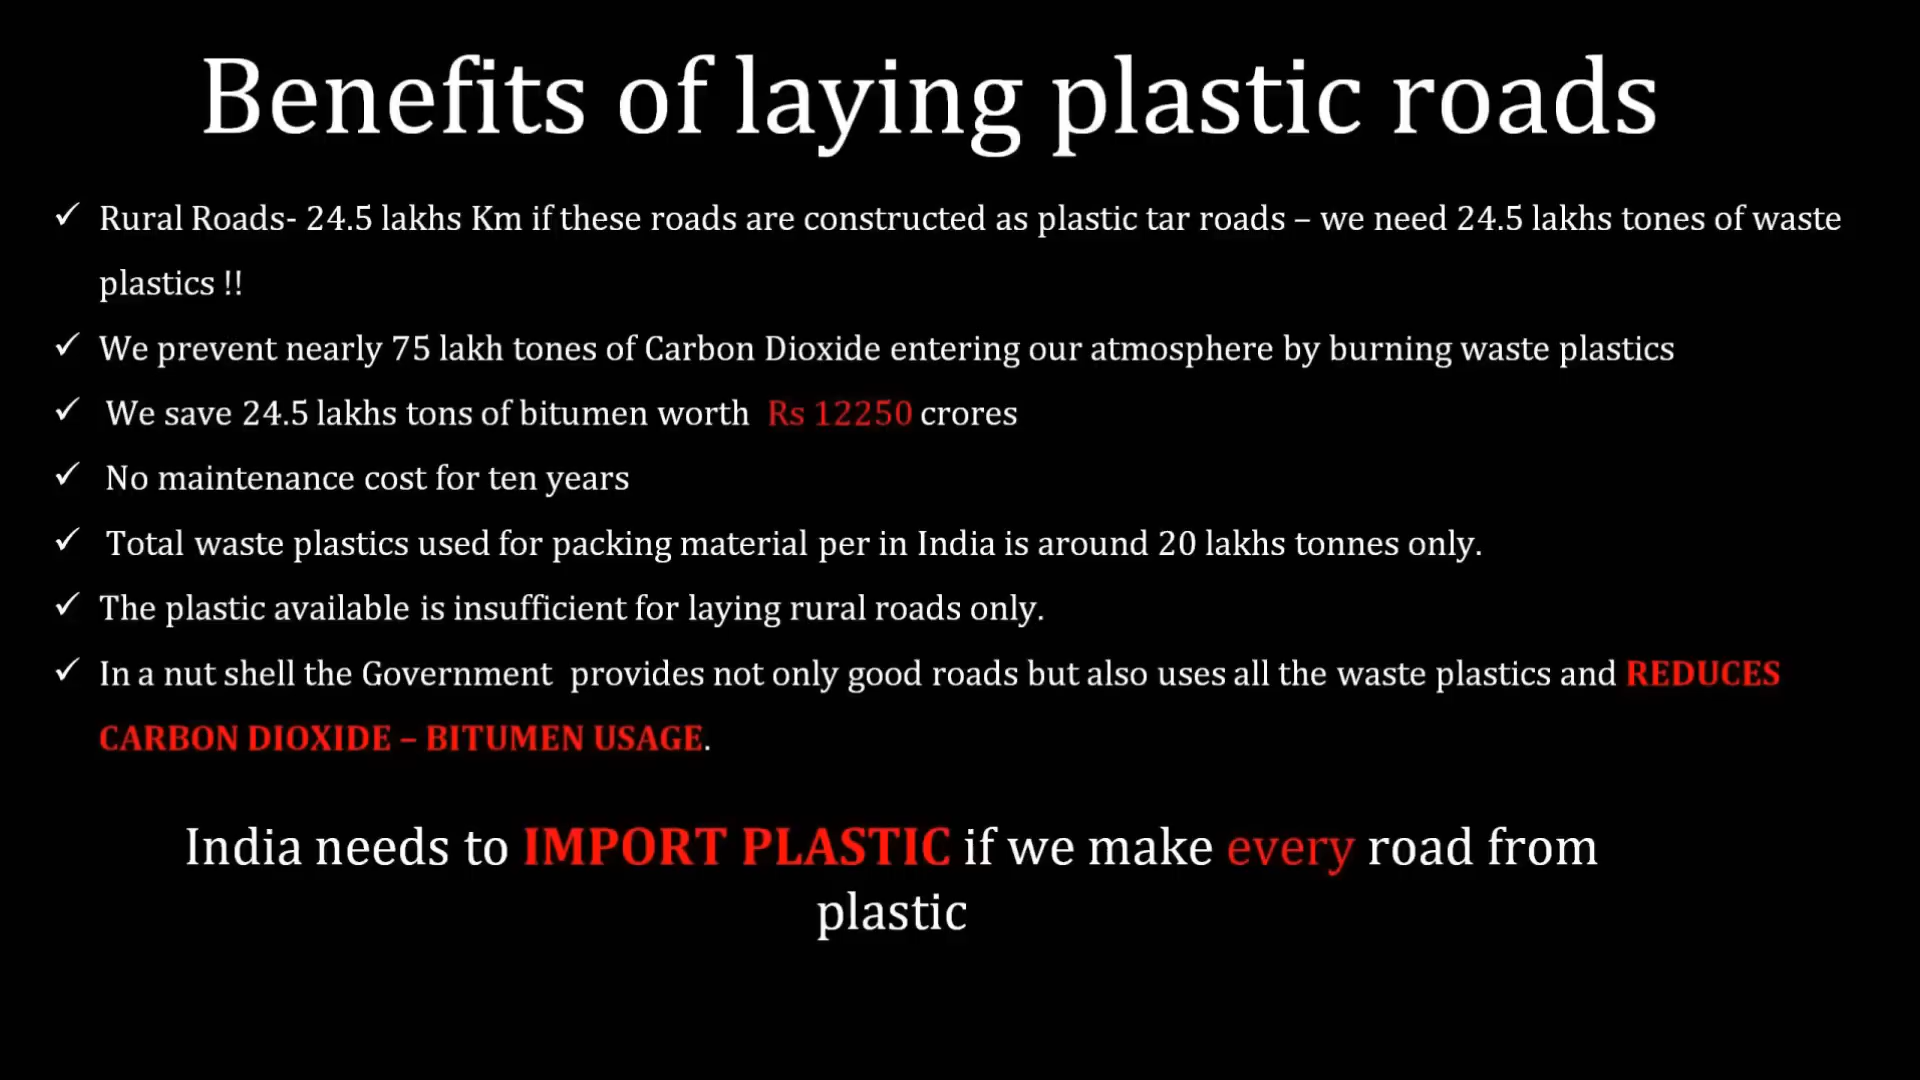 Benefits of laying plastic roads
✓ Rural Roads- 24.5 lakhs Km if these roads are constructed as plastic tar roads – we need 24.5 lakhs tones of waste
plastics !!
✓ We prevent nearly 75 lakh tones of Carbon Dioxide entering our atmosphere by burning waste plastics
✓ We save 24.5 lakhs tons of bitumen worth Rs 12250 crores
✓ No maintenance cost for ten years
✓ Total waste plastics used for packing material per in India is around 20 lakhs tonnes only.
✓ The plastic available is insufficient for laying rural roads only.
✓ In a nut shell the Government provides not only good roads but also uses all the waste plastics and REDUCES
CARBON DIOXIDE – BITUMEN USAGE.
India needs to IMPORT PLASTIC if we make every road from
plastic